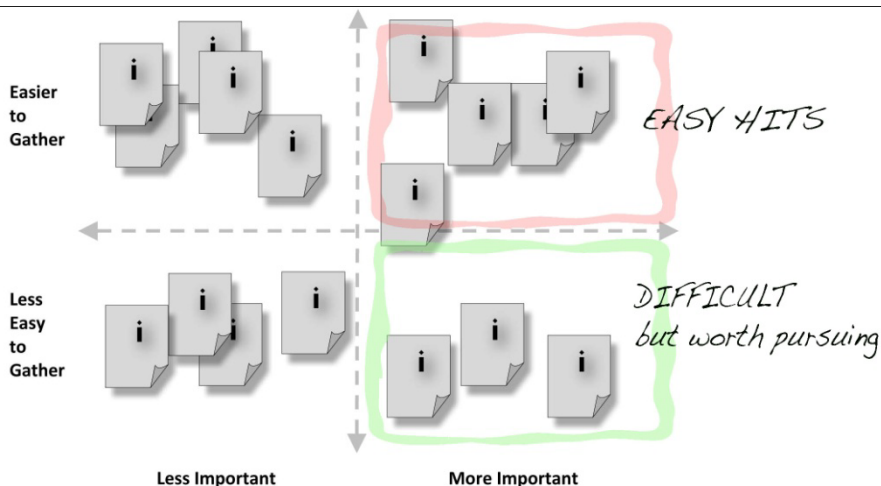 i
i
i
i
i
i
i
i
i
i
i
Easier
to
Gather
EASY HITS
i
i
i
i
Less
Easy
to
Gather
DIFFICULT
but worth pursuing
i
i
i
Less Important
More Important